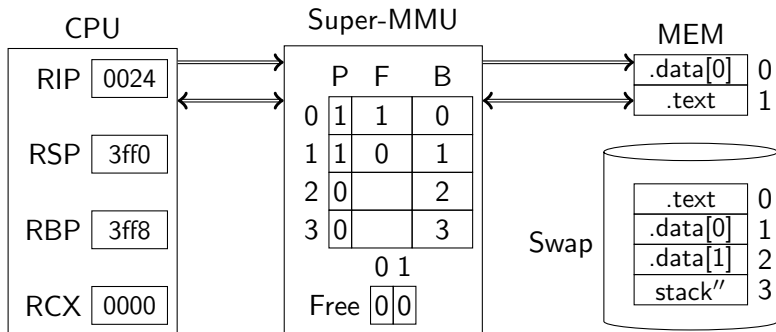 CPU
Super-MMU
MEM
RIP 0024
RSP 3ff0
RBP 3ff8
RCX 0000
P F B
0 1 1 0
1 1 0 1
2 0 2
3 0 3
0 1
Free 0 0
.data[0] 0
.text 1
Swap
.text 0
.data[0] 1
.data[1] 2
stack″ 3